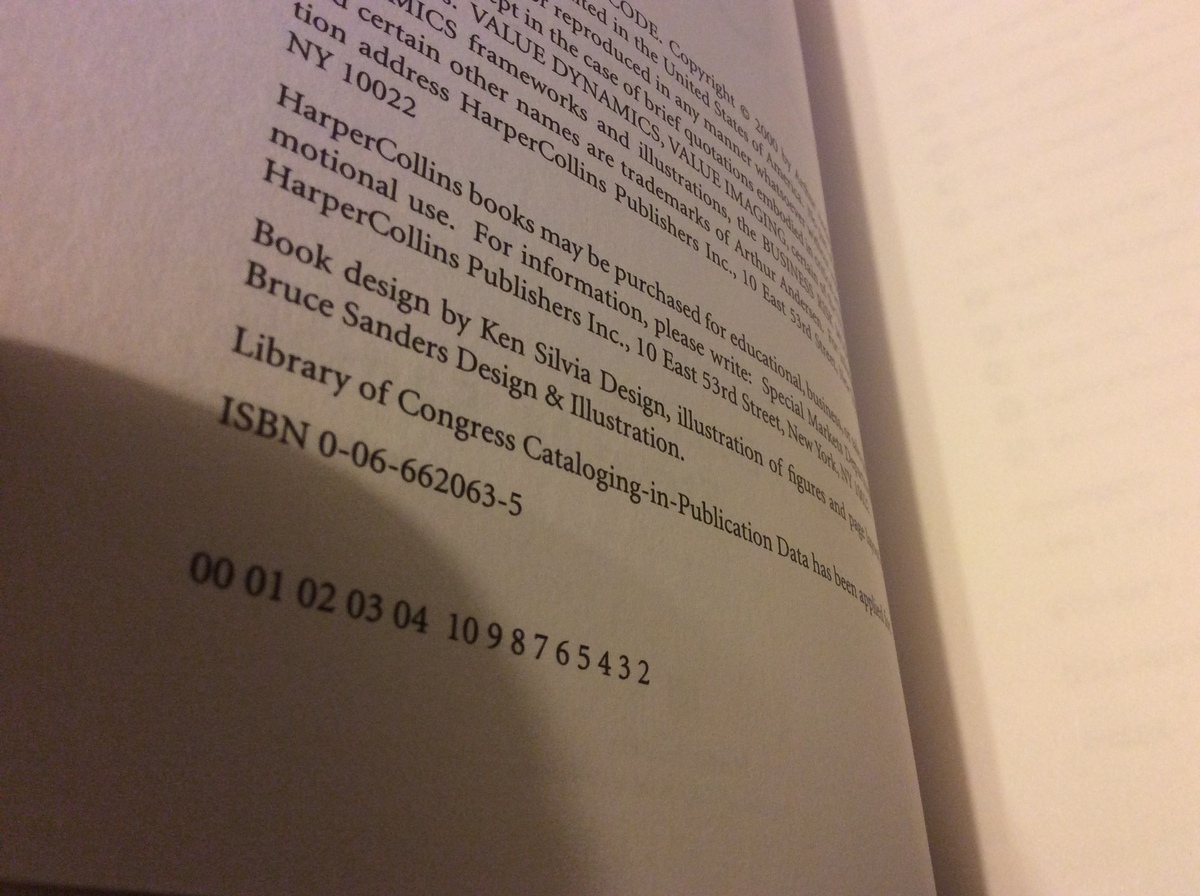 CODE. Copyright © 2000 by
in the United States of America.
reproduced in any manner whatsoever
in the case of brief quotations embodied in
VALUE DYNAMICS, VALUE IMAGING, certain of
frameworks and illustrations, the BUSINESS
certain other names are trademarks of Arthur Andersen. For
tion address HarperCollins Publishers Inc., 10 East 53rd Street,
NY 10022
HarperCollins books may be purchased for educational, business,
motional use. For information, please write: Special Markets
HarperCollins Publishers Inc., 10 East 53rd Street, New York, NY
Book design by Ken Silvia Design, illustration of figures and page
Bruce Sanders Design & Illustration.
Library of Congress Cataloging-in-Publication Data has been applied for
ISBN 0-06-662063-5
00 01 02 03 04 10 9 8 7 6 5 4 3 2